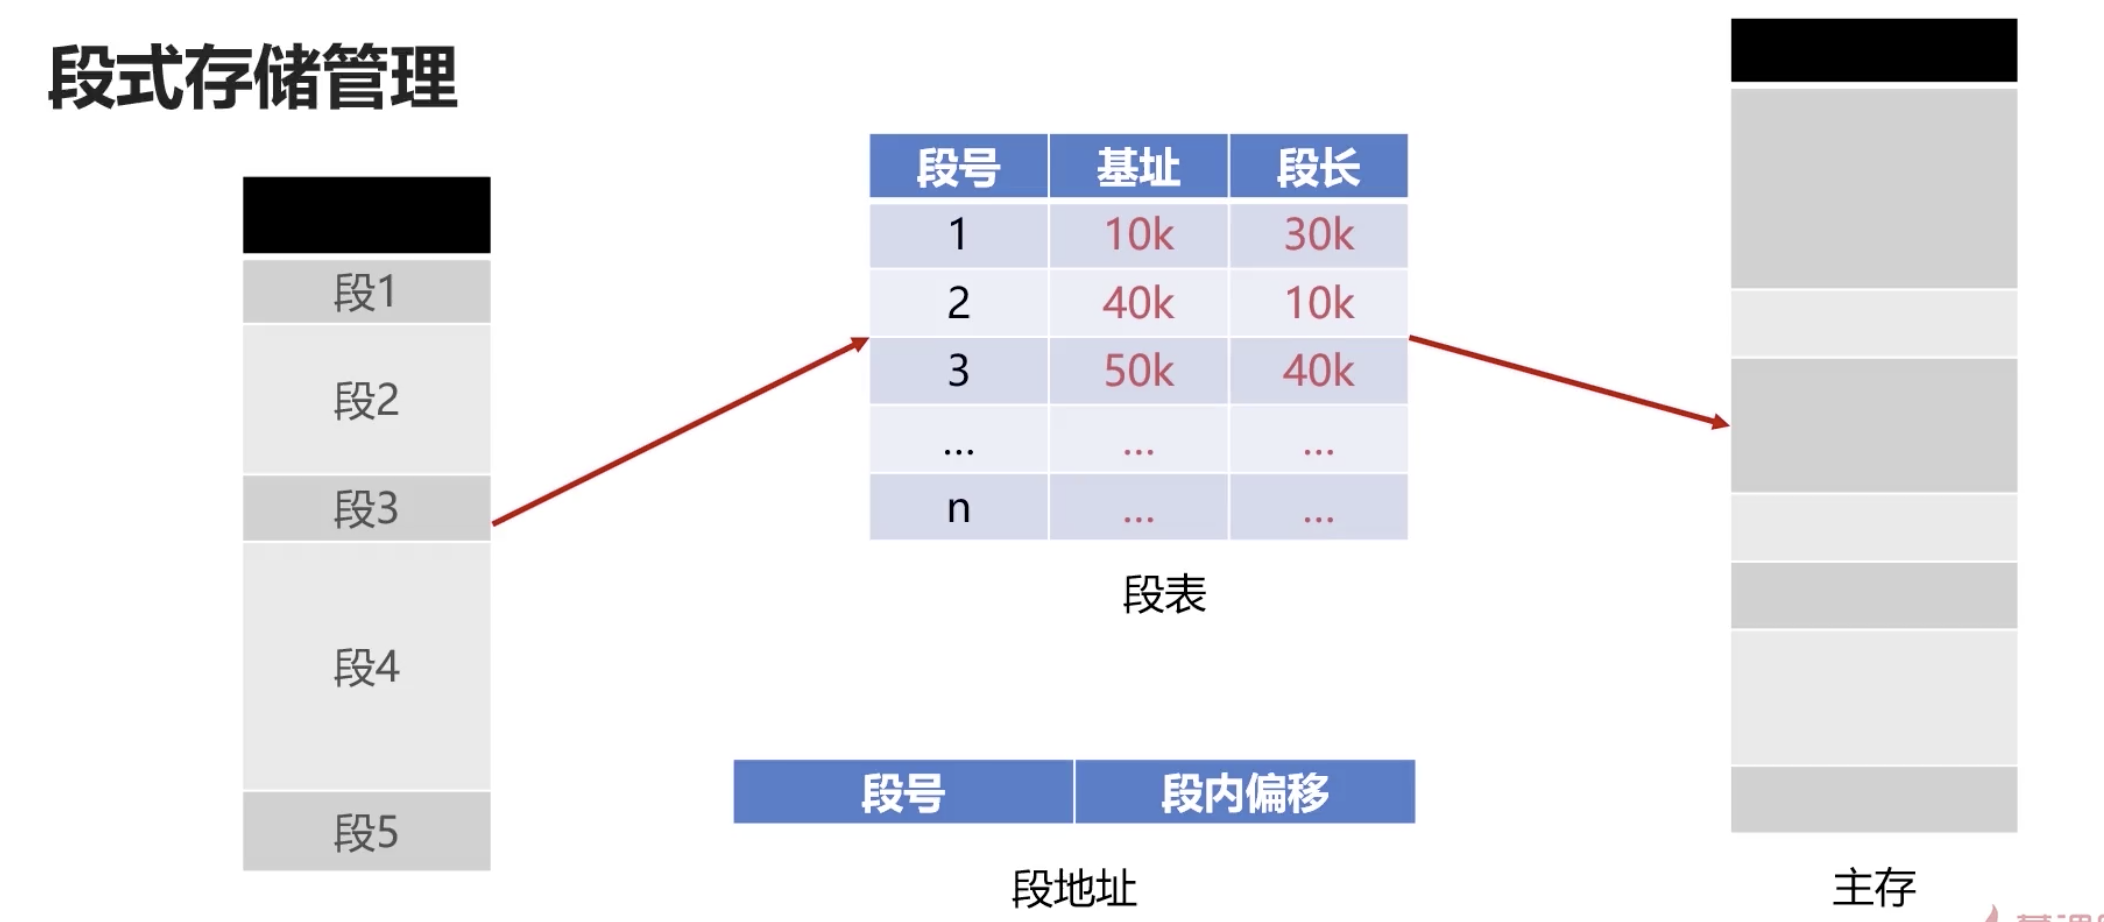 段式存储管理
段1
段2
段3
段4
段5
段号 基址 段长
1 10k 30k
2 40k 10k
3 50k 40k
... ... ...
n ... ...
段表
段号 段内偏移
段地址
主存